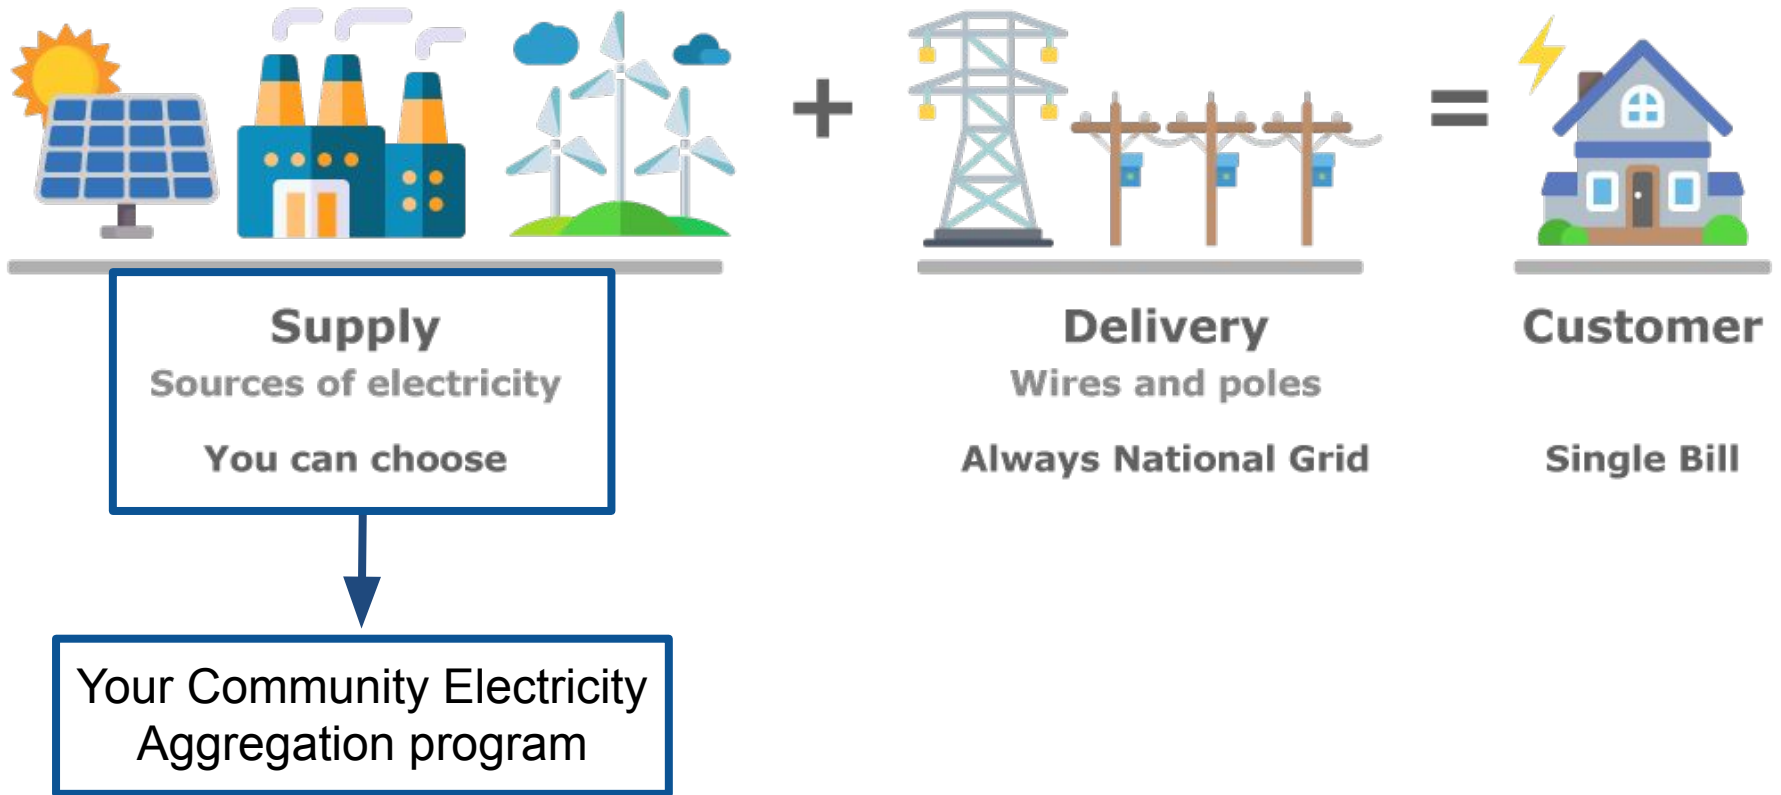 +
=
Supply
Sources of electricity
You can choose
Delivery
Wires and poles
Always National Grid
Customer
Single Bill
Your Community Electricity
Aggregation program